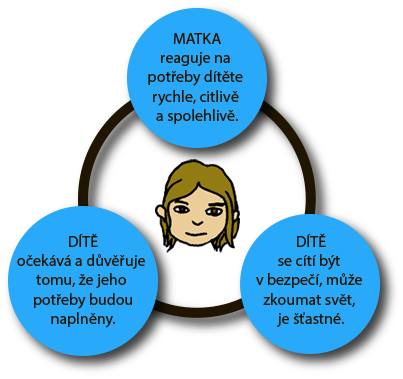 MATKA
reaguje na
potřeby dítěte
rychle, citlivě
a spolehlivě.
DÍTĚ
očekává a důvěřuje
tomu, že jeho
potřeby budou
naplněny.
DÍTĚ
se cítí být
v bezpečí, může
zkoumat svět,
je šťastné.